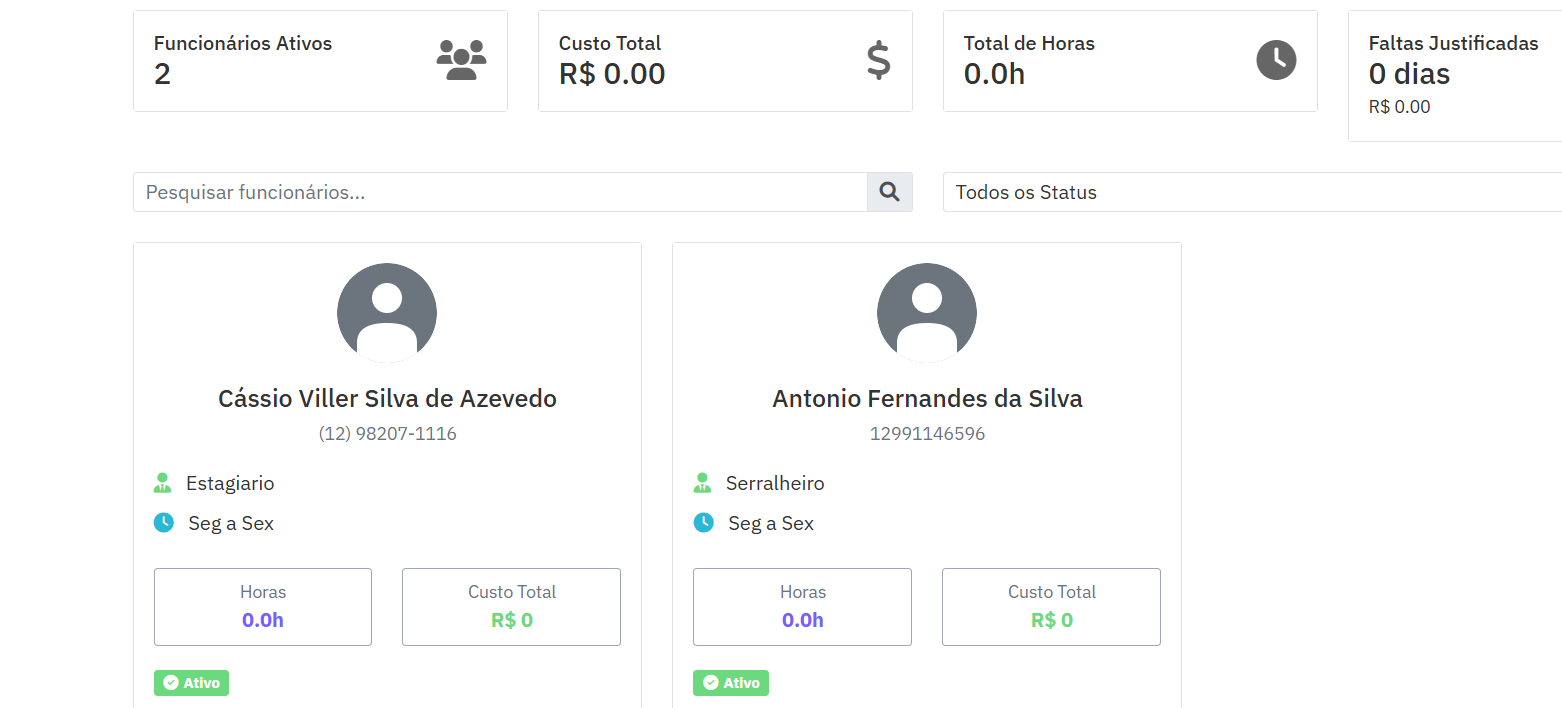 Funcionários Ativos
2
Custo Total
R$ 0.00
Total de Horas
0.0h
Faltas Justificadas
0 dias
R$ 0.00
Pesquisar funcionários...
Todos os Status
Cássio Viller Silva de Azevedo
(12) 98207-1116
Estagiario
Seg a Sex
Horas
0.0h
Custo Total
R$ 0
Ativo
Antonio Fernandes da Silva
12991146596
Serralheiro
Seg a Sex
Horas
0.0h
Custo Total
R$ 0
Ativo